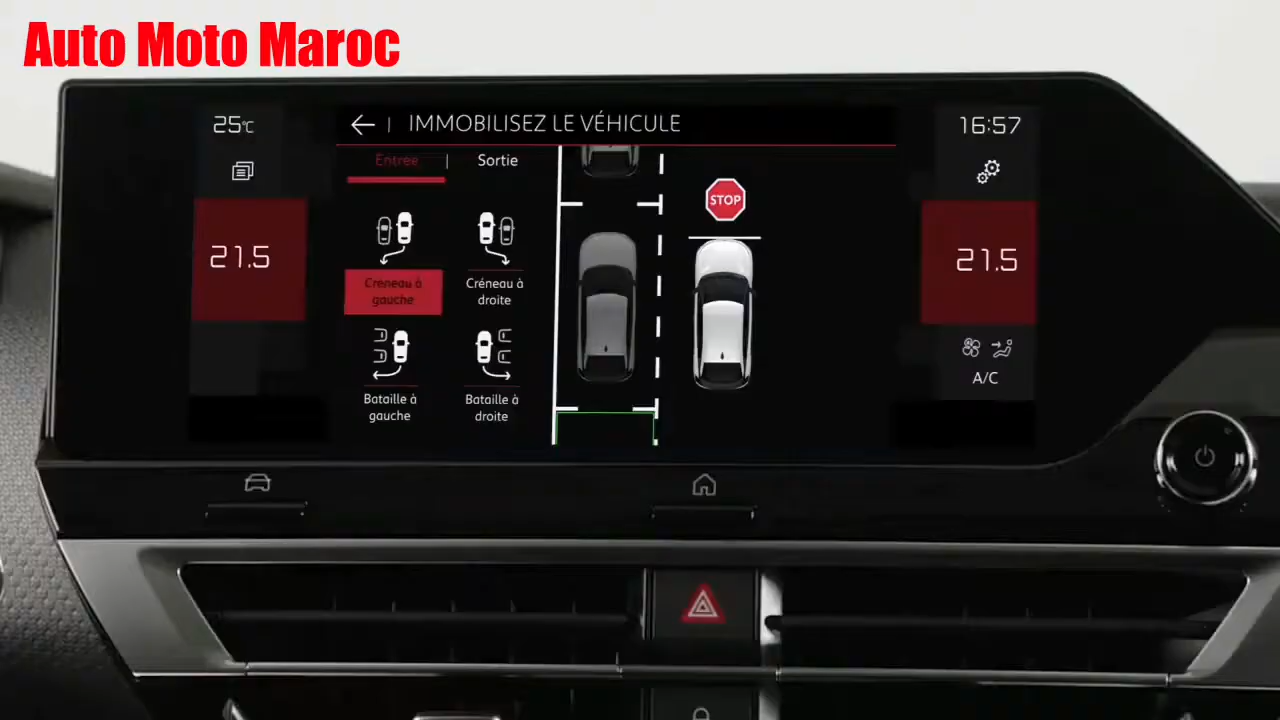 Auto Moto Maroc
25°C
IMMOBILISEZ LE VÉHICULE
16:57
Entrée
Sortie
STOP
21.5
21.5
Créneau à
gauche
Créneau à
droite
Bataille à
gauche
Bataille à
droite
A/C